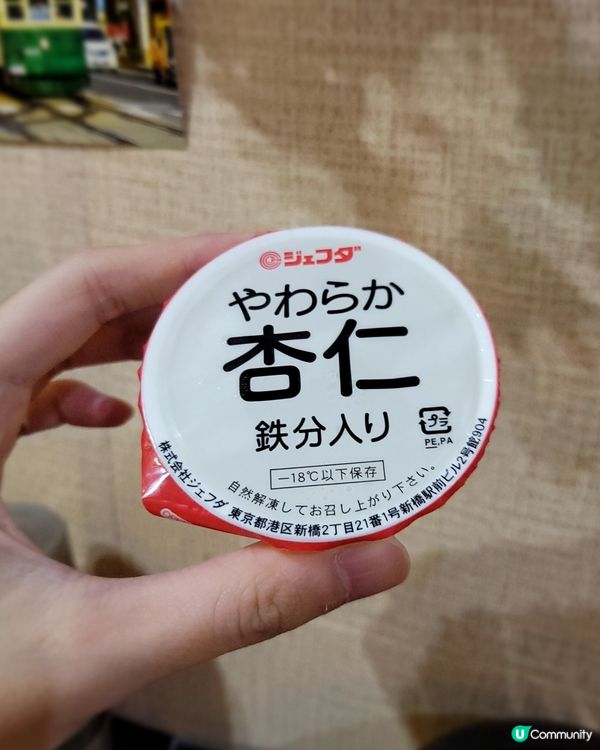 ジェフダ
やわらか
杏仁
鉄分入り
プラ
PE,PA
−18℃以下保存
自然解凍してお召し上がり下さい。
株式会社ジェフダ 東京都港区新橋2丁目21番1号新橋駅前ビル2号館904
U Community